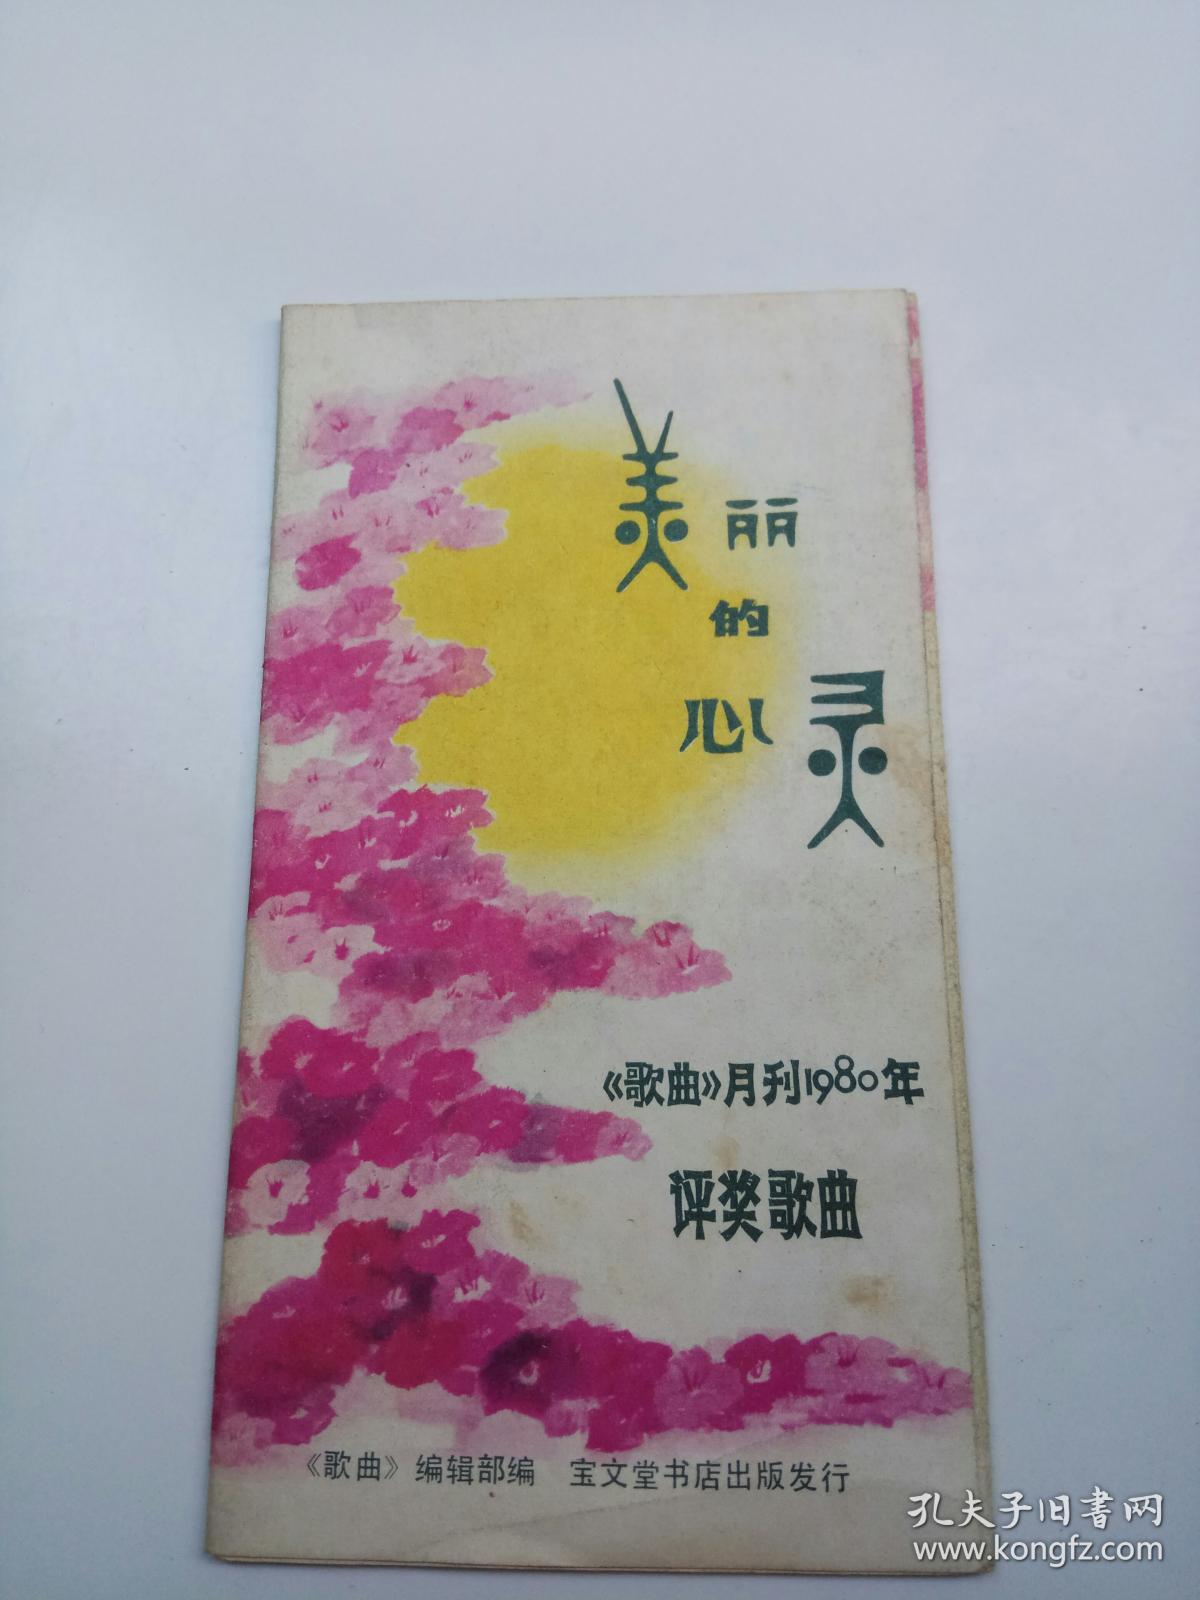 美丽
的
心灵
《歌曲》月刊1980年
评奖歌曲
《歌曲》编辑部编 宝文堂书店出版发行
孔夫子旧书网
www.kongfz.com